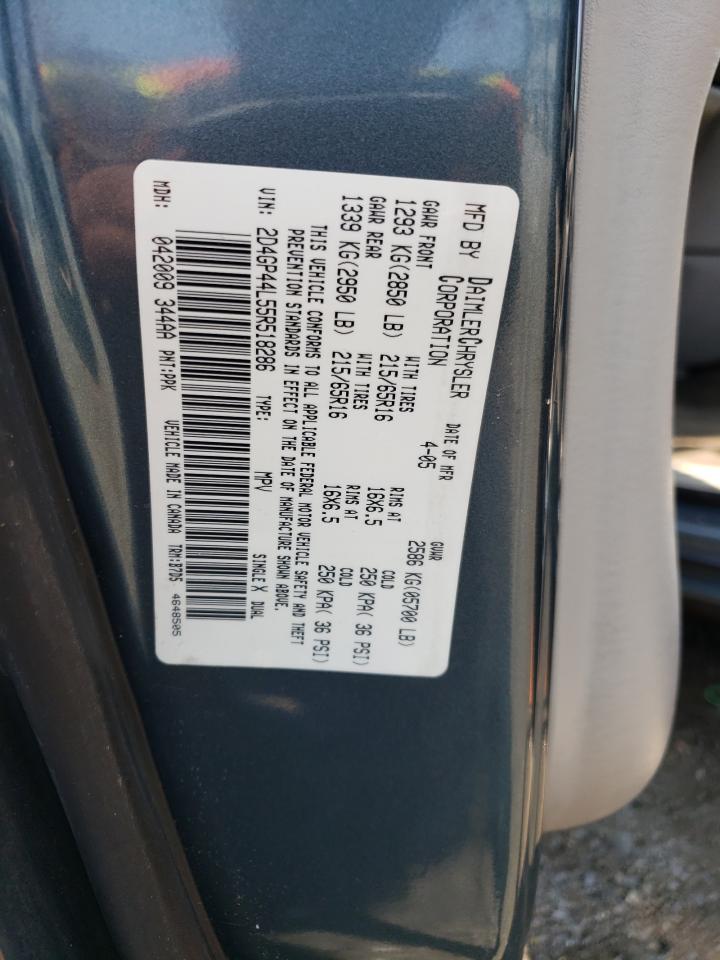 MFD BY DAIMLERCHRYSLER CORPORATION
DATE OF MFR 4-05
GVWR 2586 KG(05700 LB)
GAWR FRONT WITH TIRES RIMS AT COLD
1293 KG(2850 LB) 215/65R16 16X6.5 250 KPA( 36 PSI)
GAWR REAR WITH TIRES RIMS AT COLD
1339 KG(2950 LB) 215/65R16 16X6.5 250 KPA( 36 PSI)
THIS VEHICLE CONFORMS TO ALL APPLICABLE FEDERAL MOTOR VEHICLE SAFETY AND THEFT
PREVENTION STANDARDS IN EFFECT ON THE DATE OF MANUFACTURE SHOWN ABOVE.
VIN: 2D4GP44L55R518286 TYPE: MPV SINGLE X DUAL
MDH: 042009 344AA PNT:PPK VEHICLE MADE IN CANADA TRM:B7D5 4648505